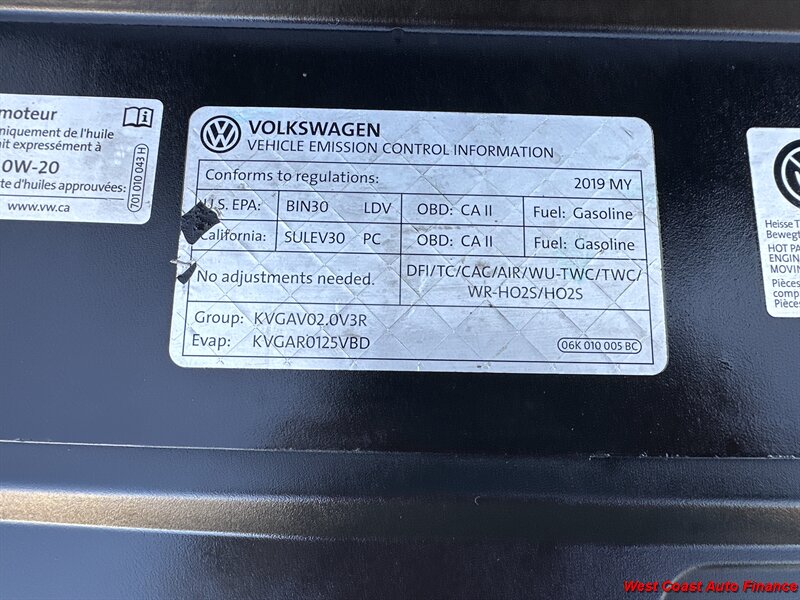 moteur
niquement de l'huile
it expressément à
0W-20
te d'huiles approuvées:
www.vw.ca
701 010 043 H
VOLKSWAGEN
VEHICLE EMISSION CONTROL INFORMATION
Conforms to regulations: 2019 MY
U.S. EPA: BIN30 LDV OBD: CA II Fuel: Gasoline
California: SULEV30 PC OBD: CA II Fuel: Gasoline
No adjustments needed. DFI/TC/CAC/AIR/WU-TWC/TWC/
WR-HO2S/HO2S
Group: KVGAV02.0V3R
Evap: KVGAR0125VBD
06K 010 005 BC
Heisse T
Bewegt
HOT PA
ENGIN
MOVIN
Pièces
comp
Pièces
West Coast Auto Finance